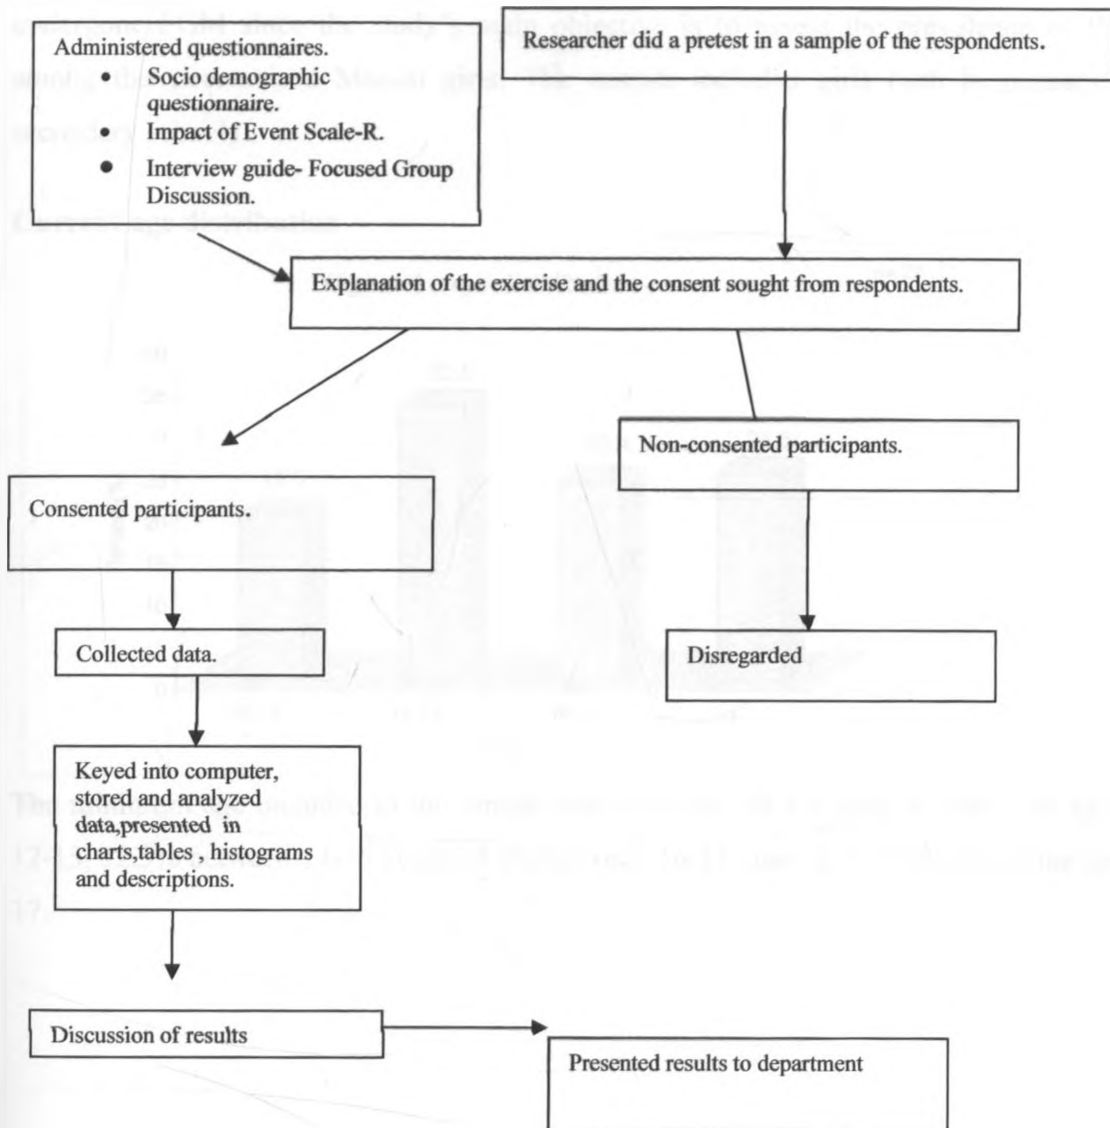 Administered questionnaires.
• Socio demographic
questionnaire.
• Impact of Event Scale-R.
• Interview guide- Focused Group
Discussion.
Researcher did a pretest in a sample of the respondents.
Explanation of the exercise and the consent sought from respondents.
Non-consented participants.
Consented participants.
Collected data.
Disregarded
Keyed into computer,
stored and analyzed
data,presented in
charts,tables , histograms
and descriptions.
Discussion of results
Presented results to department